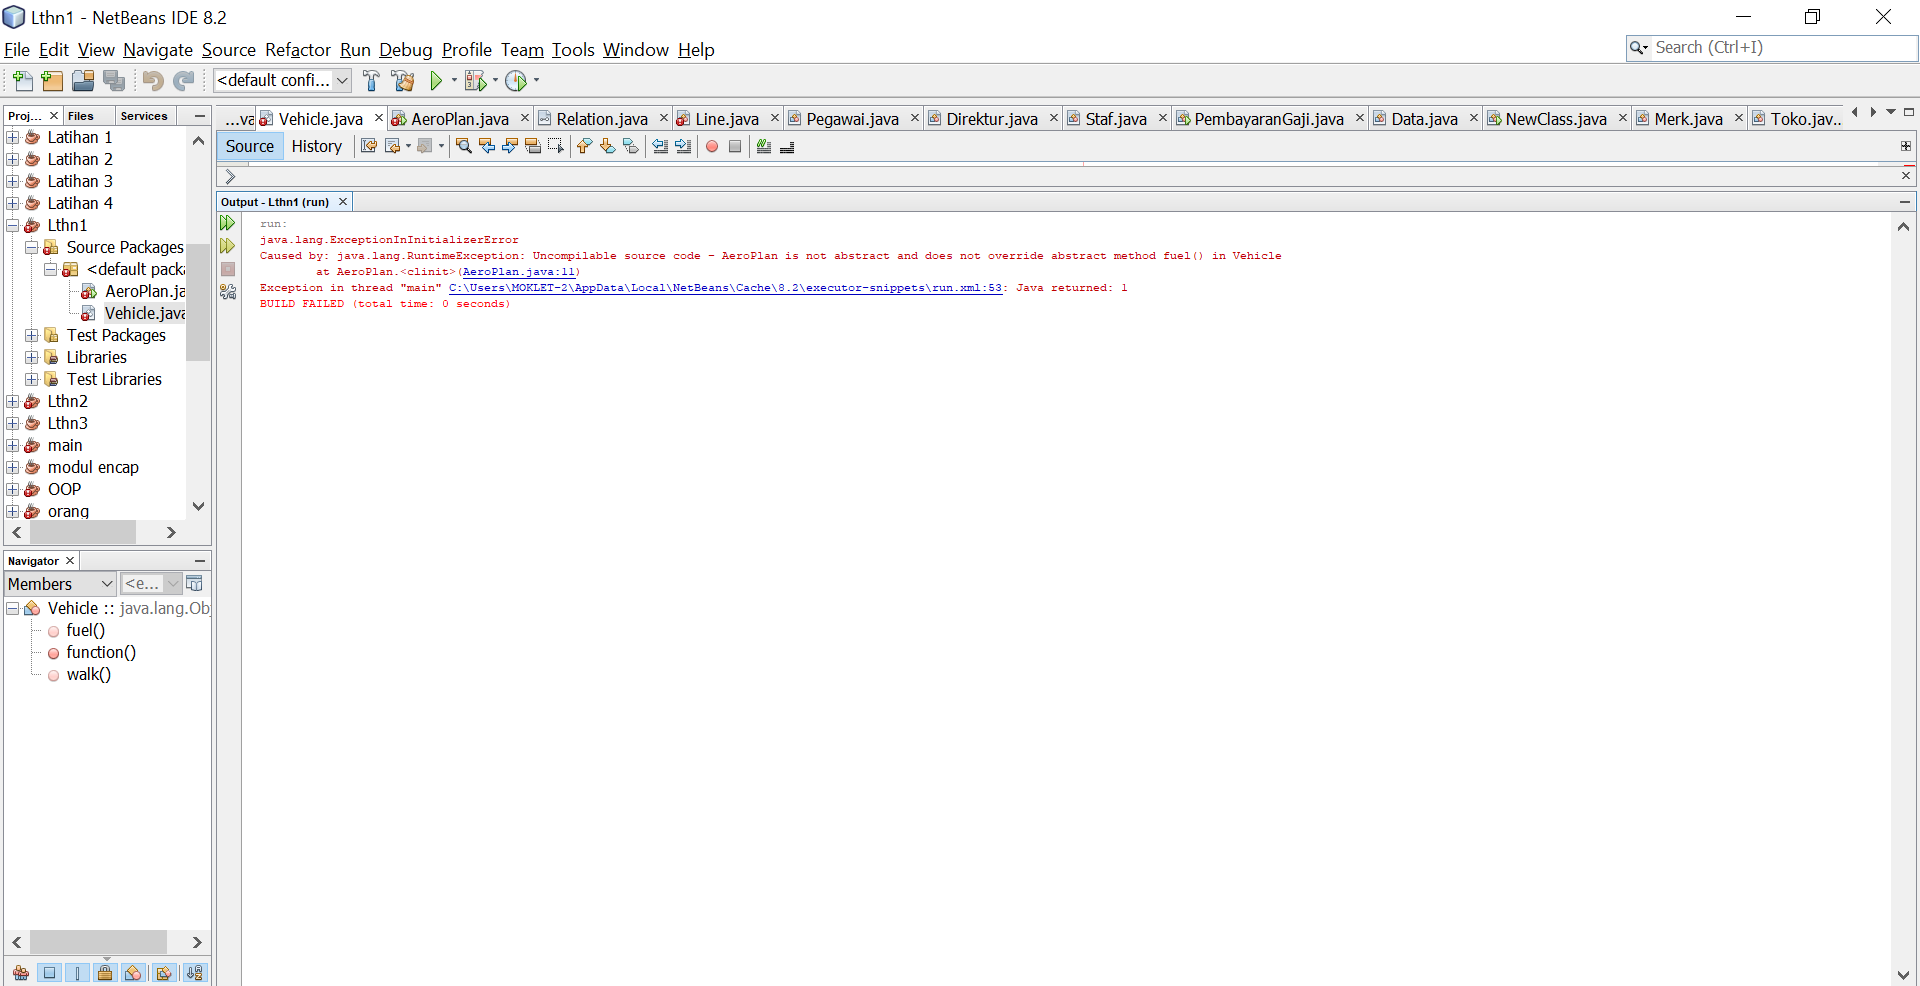 Lthn1 - NetBeans IDE 8.2
File Edit View Navigate Source Refactor Run Debug Profile Team Tools Window Help
Search (Ctrl+I)
<default confi...
Proj... Files Services
...va Vehicle.java AeroPlan.java Relation.java Line.java Pegawai.java Direktur.java Staf.java PembayaranGaji.java Data.java NewClass.java Merk.java Toko.jav...
Source History
Latihan 1
Latihan 2
Latihan 3
Latihan 4
Lthn1
Source Packages
<default packa
AeroPlan.ja
Vehicle.java
Test Packages
Libraries
Test Libraries
Lthn2
Lthn3
main
modul encap
OOP
orang
Output - Lthn1 (run)
run:
java.lang.ExceptionInInitializerError
Caused by: java.lang.RuntimeException: Uncompilable source code - AeroPlan is not abstract and does not override abstract method fuel() in Vehicle
at AeroPlan.<clinit>(AeroPlan.java:11)
Exception in thread "main" C:\Users\MOKLET-2\AppData\Local\NetBeans\Cache\8.2\executor-snippets\run.xml:53: Java returned: 1
BUILD FAILED (total time: 0 seconds)
Navigator
Members <e...
Vehicle :: java.lang.Ob
fuel()
function()
walk()